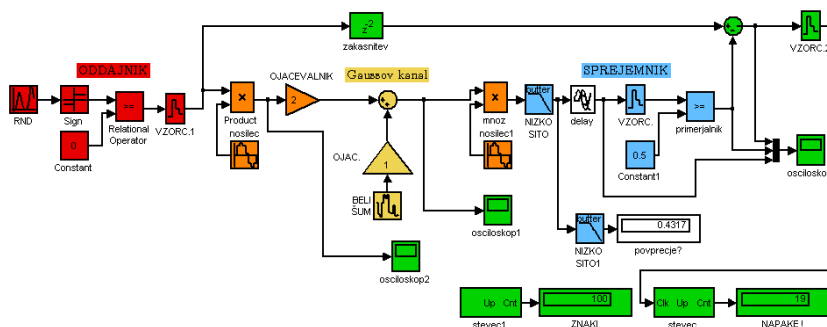 z-2
zakasnitev
VZORC.2
ODDAJNIK
OJACEVALNIK
Gaussov kanal
SPREJEMNIK
RND
Sign
>=
Relational
Operator
VZORC.1
0
Constant
×
Product
nosilec
2
OJAC.
1
BELI
ŠUM
×
mnoz
nosilec1
butter
NIZKO
SITO
delay
VZORC.
>=
primerjalnik
0.5
Constant1
osciloskop1
osciloskop2
osciloskop
butter
NIZKO
SITO1
0.4317
povprecje?
Up Cnt
stevec1
100
ZNAKI
Clk Up Cnt
stevec
19
NAPAKE !